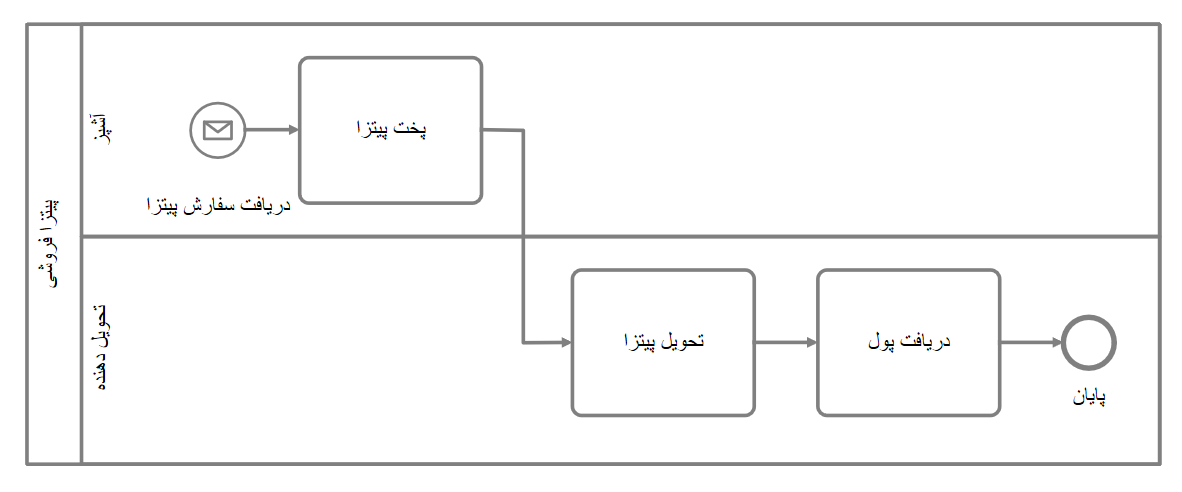 پیتزا فروشی
آشپز
دریافت سفارش پیتزا
پخت پیتزا
تحویل دهنده
تحویل پیتزا
دریافت پول
پایان